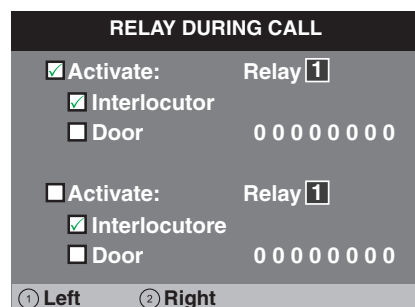 RELAY DURING CALL
Activate: Relay 1
Interlocutor
Door 0 0 0 0 0 0 0 0
Activate: Relay 1
Interlocutore
Door 0 0 0 0 0 0 0 0
1 Left 2 Right